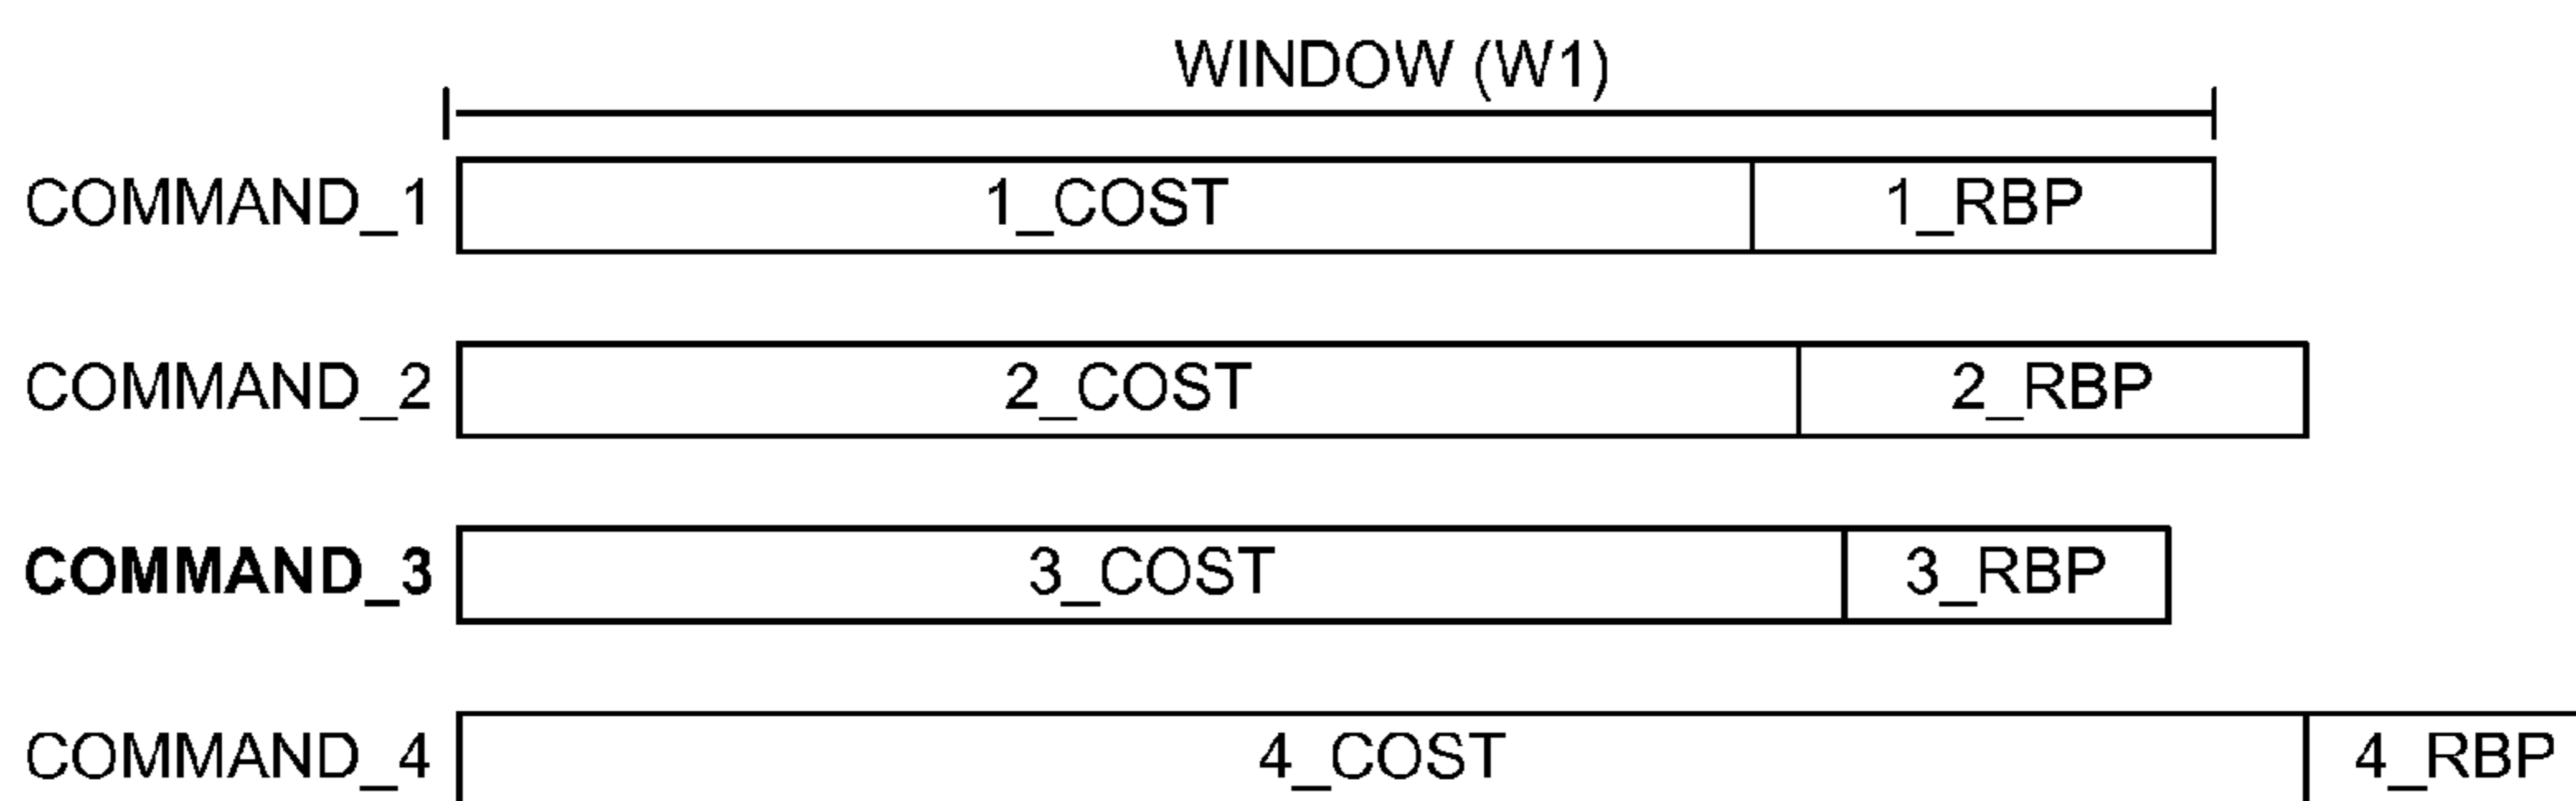 WINDOW (W1)
COMMAND_1 1_COST 1_RBP
COMMAND_2 2_COST 2_RBP
COMMAND_3 3_COST 3_RBP
COMMAND_4 4_COST 4_RBP